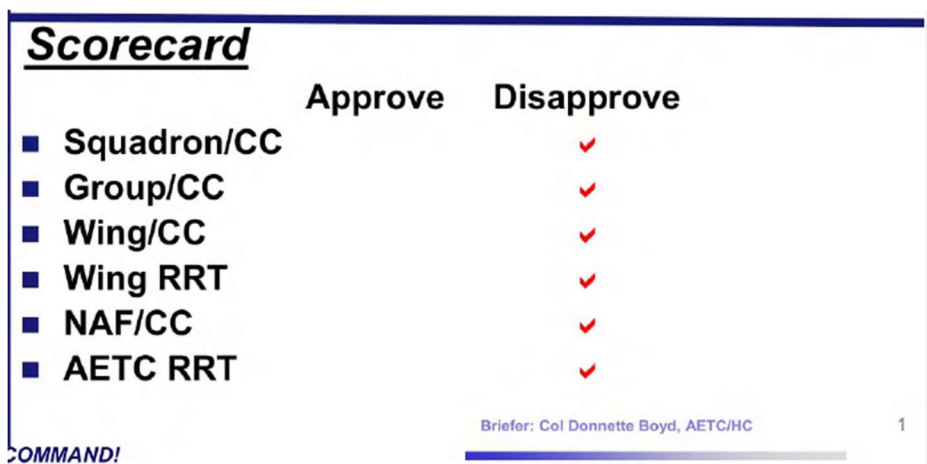 Scorecard
Approve Disapprove
Squadron/CC
Group/CC
Wing/CC
Wing RRT
NAF/CC
AETC RRT
Briefer: Col Donnette Boyd, AETC/HC 1
COMMAND!